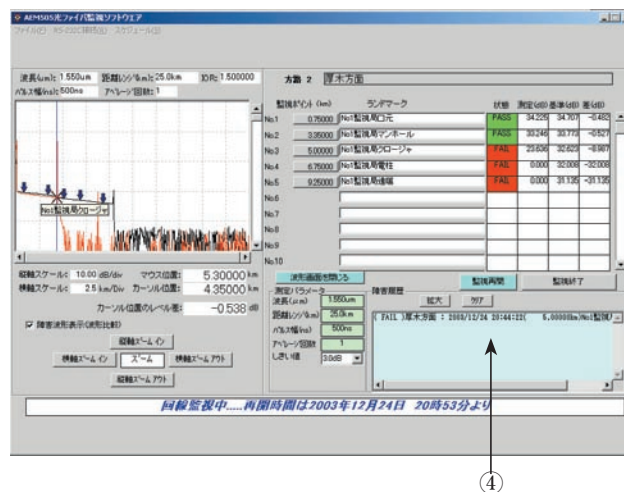 AEM505光ファイバ監視ソフトウエア
ファイル(F) RS-232C接続(R) スケジュール(S)
波長(um): 1.550um 距離レンジ(km): 25.0km IOR: 1.500000
パルス幅(ns): 500ns アベレージ回数: 1
No1監視局クロージャ
縦軸スケール: 10.00 dB/div マウス位置: 5.30000 km
横軸スケール: 2.5 km/Div カーソル位置: 4.35000 km
カーソル位置のレベル差: -0.538 dB
障害波形表示(波形比較)
縦軸ズーム イン
横軸ズーム イン ズーム 横軸ズーム アウト
縦軸ズーム アウト
方路 2 厚木方面
監視ポイント (km) ランドマーク 状態 測定(dB) 基準(dB) 差(dB)
No.1 0.75000 No1監視局口元 PASS 34.225 34.707 -0.482
No.2 3.35000 No1監視局マンホール PASS 33.246 33.773 -0.527
No.3 5.00000 No1監視局クロージャ FAIL 23.636 32.623 -8.987
No.4 6.75000 No1監視局電柱 FAIL 0.000 32.008 -32.008
No.5 9.25000 No1監視局遠端 FAIL 0.000 31.135 -31.135
No.6
No.7
No.8
No.9
No.10
波形画面を閉じる 監視再開 監視終了
測定パラメータ
波長(μm) 1.550um
距離レンジ(km) 25.0km
パルス幅(ns) 500ns
アベレージ回数 1
しきい値 3.0dB
障害履歴
拡大 クリア
( FAIL )厚木方面 : 2003/12/24 20:44:22( 5.00000km)No1監視
回線監視中.....再開時間は2003年12月24日 20時53分より
④